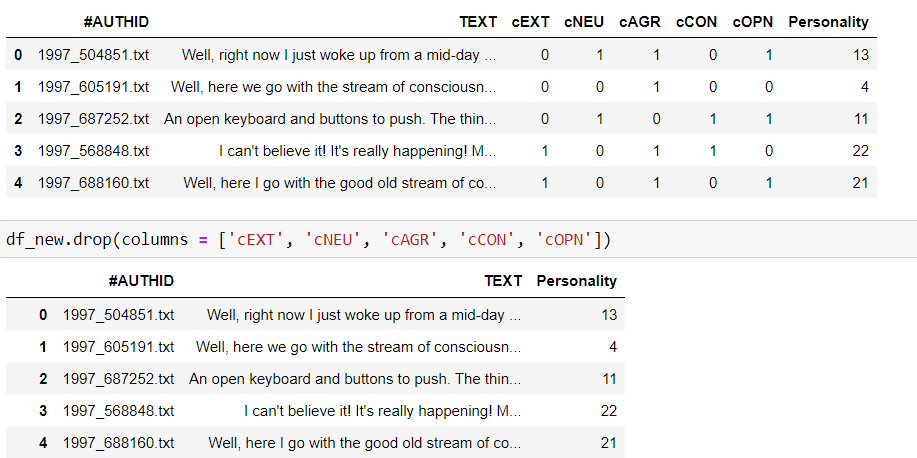 #AUTHID TEXT cEXT cNEU cAGR cCON cOPN Personality
0 1997_504851.txt Well, right now I just woke up from a mid-day ... 0 1 1 0 1 13
1 1997_605191.txt Well, here we go with the stream of consciousn... 0 0 1 0 0 4
2 1997_687252.txt An open keyboard and buttons to push. The thin... 0 1 0 1 1 11
3 1997_568848.txt I can't believe it! It's really happening! M... 1 0 1 1 0 22
4 1997_688160.txt Well, here I go with the good old stream of co... 1 0 1 0 1 21
df_new.drop(columns = ['cEXT', 'cNEU', 'cAGR', 'cCON', 'cOPN'])
#AUTHID TEXT Personality
0 1997_504851.txt Well, right now I just woke up from a mid-day ... 13
1 1997_605191.txt Well, here we go with the stream of consciousn... 4
2 1997_687252.txt An open keyboard and buttons to push. The thin... 11
3 1997_568848.txt I can't believe it! It's really happening! M... 22
4 1997_688160.txt Well, here I go with the good old stream of co... 21